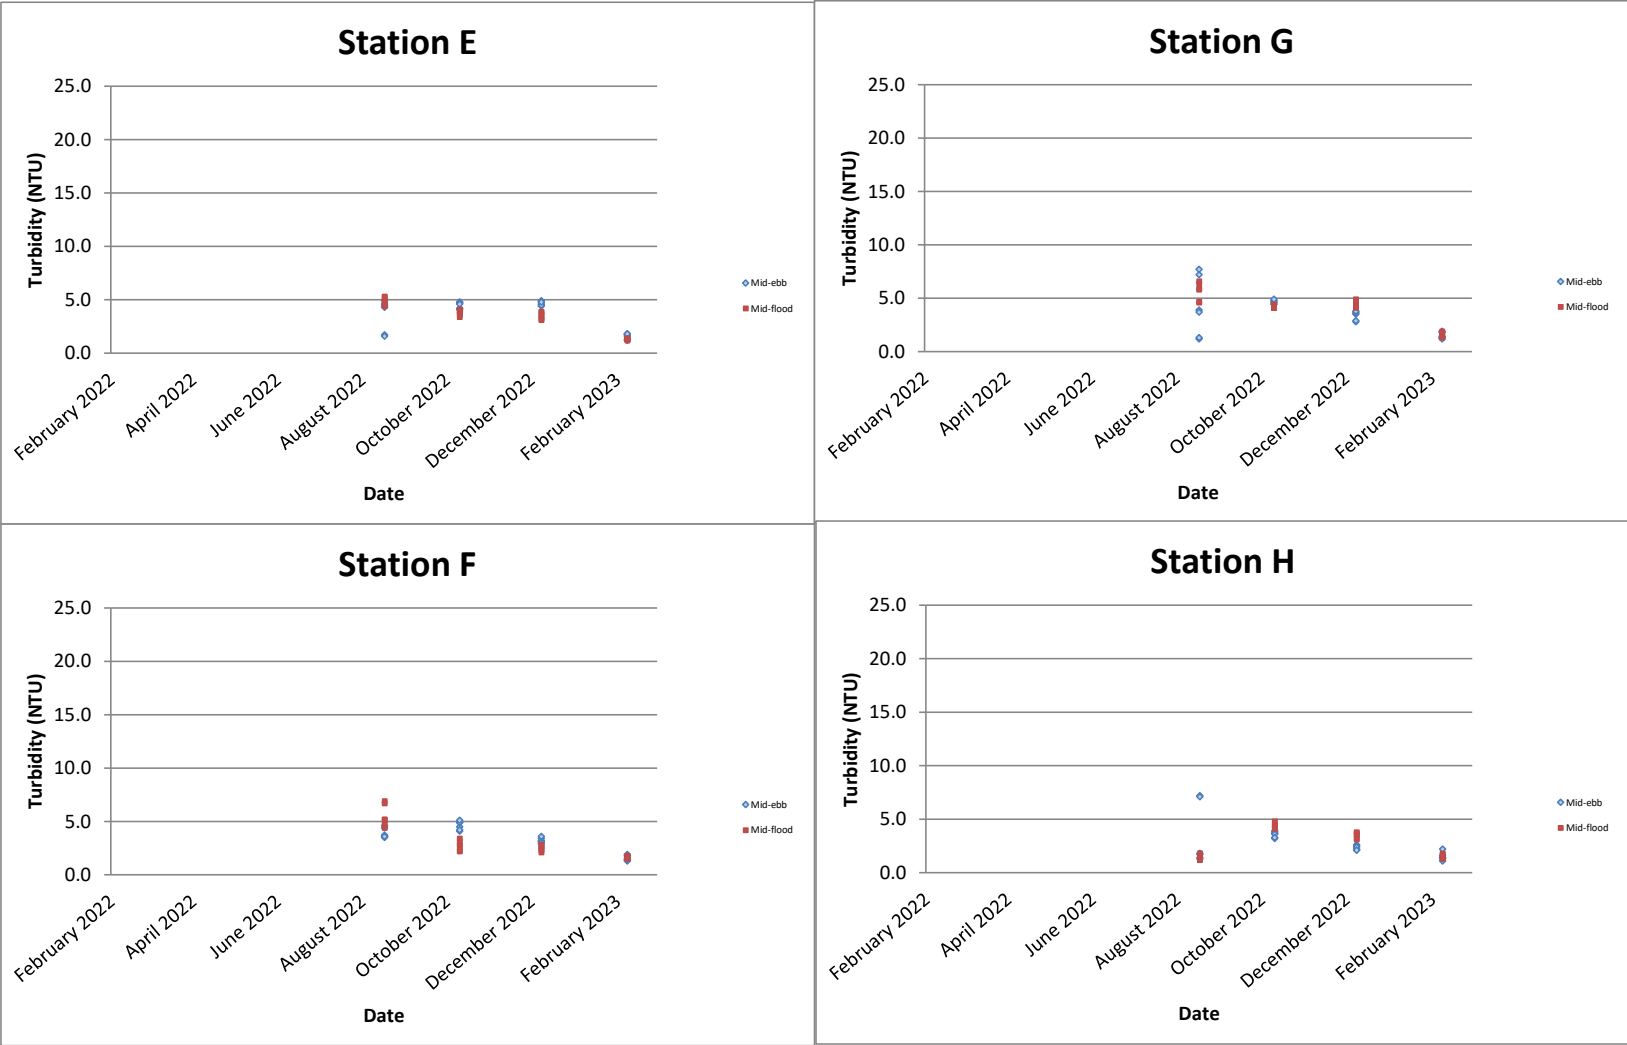 Station E
25.0
20.0
15.0
10.0
5.0
0.0
Turbidity (NTU)
February 2022
April 2022
June 2022
August 2022
October 2022
December 2022
February 2023
Date
Mid-ebb
Mid-flood
Station G
25.0
20.0
15.0
10.0
5.0
0.0
Turbidity (NTU)
February 2022
April 2022
June 2022
August 2022
October 2022
December 2022
February 2023
Date
Mid-ebb
Mid-flood
Station F
25.0
20.0
15.0
10.0
5.0
0.0
Turbidity (NTU)
February 2022
April 2022
June 2022
August 2022
October 2022
December 2022
February 2023
Date
Mid-ebb
Mid-flood
Station H
25.0
20.0
15.0
10.0
5.0
0.0
Turbidity (NTU)
February 2022
April 2022
June 2022
August 2022
October 2022
December 2022
February 2023
Date
Mid-ebb
Mid-flood